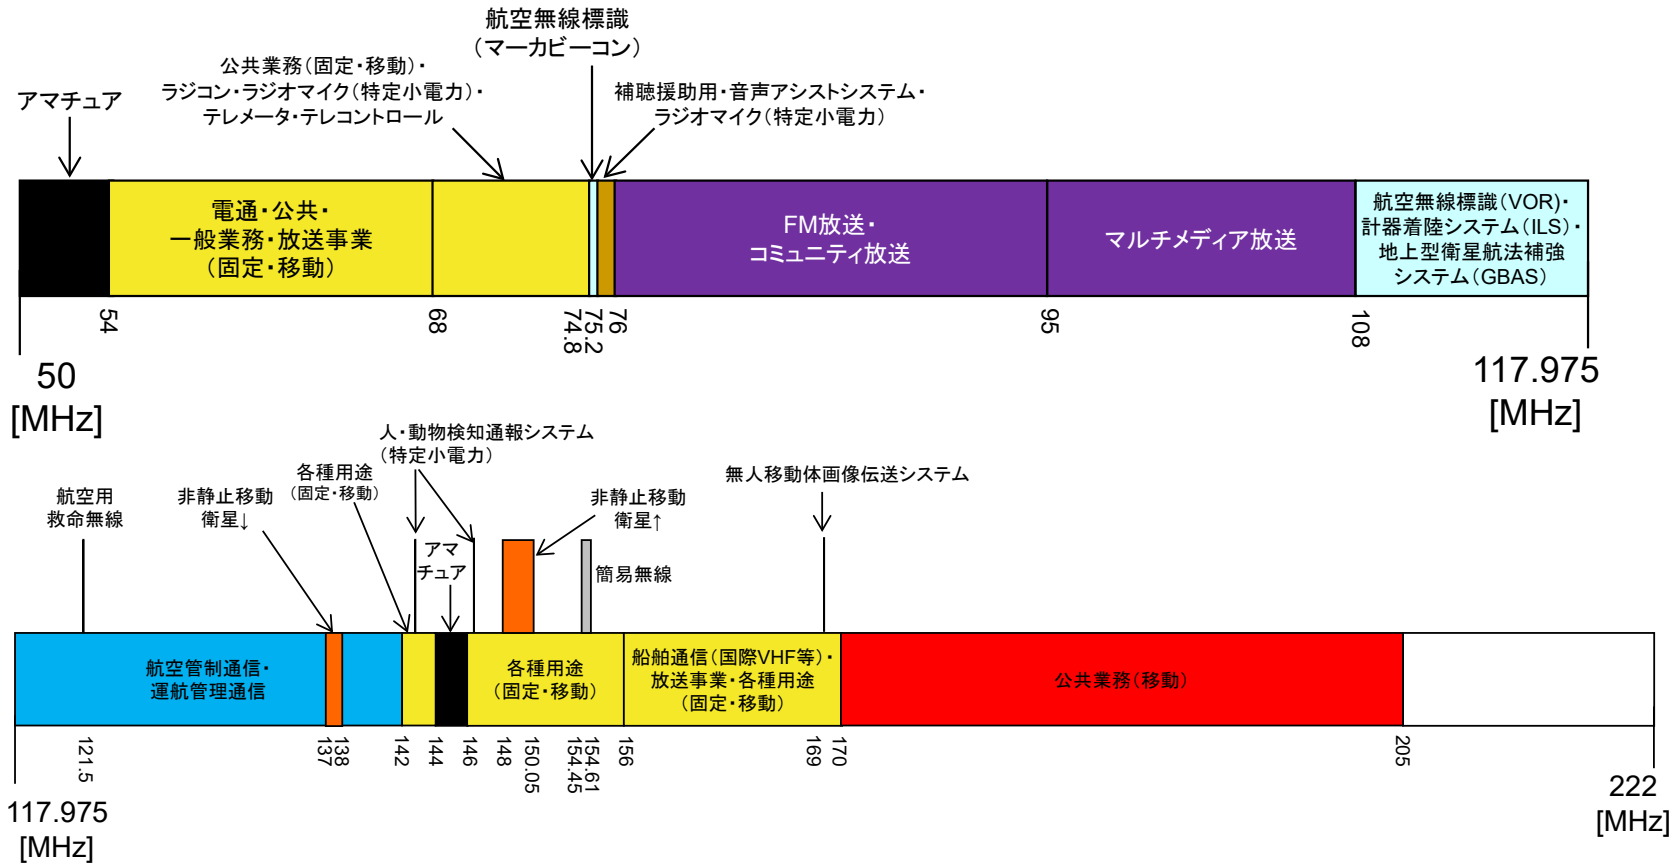 航空無線標識
（マーカビーコン）
公共業務（固定・移動）・
ラジコン・ラジオマイク（特定小電力）・
テレメータ・テレコントロール
アマチュア
補聴援助用・音声アシストシステム・
ラジオマイク（特定小電力）
電通・公共・
一般業務・放送事業
（固定・移動）
FM放送・
コミュニティ放送
マルチメディア放送
航空無線標識（VOR）・
計器着陸システム（ILS）・
地上型衛星航法補強
システム（GBAS）
54
68
74.8
75.2
76
95
108
50
[MHz]
117.975
[MHz]
航空用
救命無線
非静止移動
衛星↓
各種用途
（固定・移動）
人・動物検知通報システム
（特定小電力）
アマ
チュア
非静止移動
衛星↑
簡易無線
無人移動体画像伝送システム
航空管制通信・
運航管理通信
各種用途
（固定・移動）
船舶通信（国際VHF等）・
放送事業・各種用途
（固定・移動）
公共業務（移動）
121.5
137
138
142
144
146
148
150.05
154.45
154.61
156
169
170
205
117.975
[MHz]
222
[MHz]